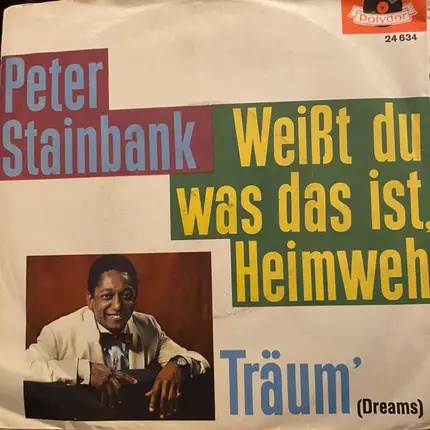 Polydor
24 634
Peter
Stainbank
Weißt du
was das ist,
Heimweh
Träum'
(Dreams)